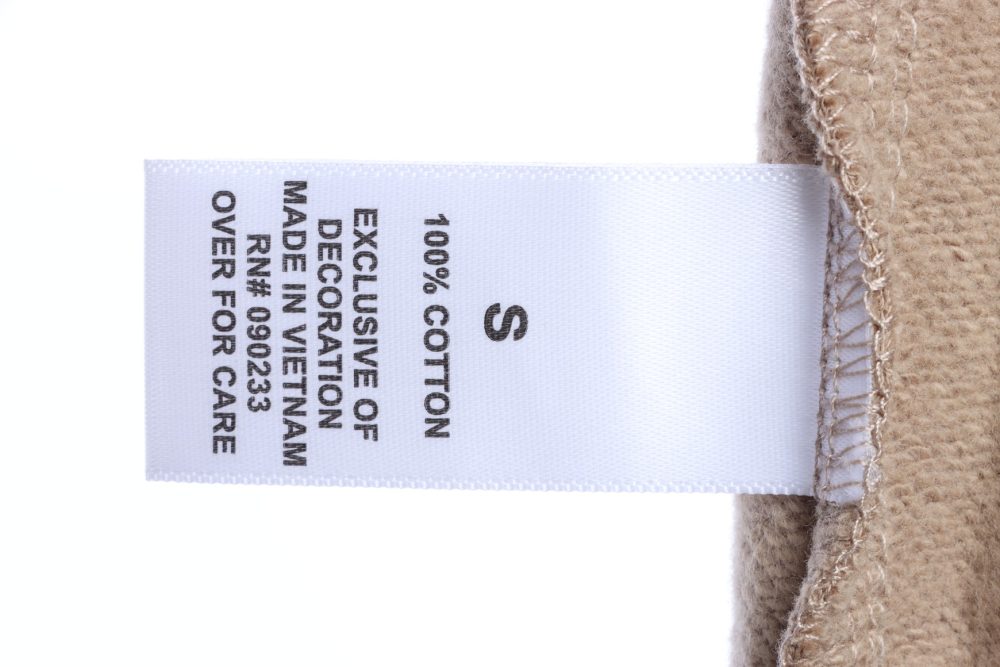 S
100% COTTON
EXCLUSIVE OF
DECORATION
MADE IN VIETNAM
RN# 090233
OVER FOR CARE